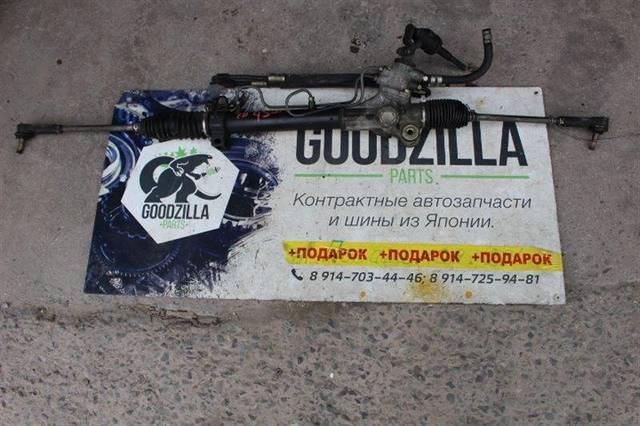 GOODZILLA
PARTS
GOODZILLA
•PARTS•
Контрактные автозапчасти
и шины из Японии.
+ПОДАРОК +ПОДАРОК +ПОДАРОК
8 914-703-44-46; 8 914-725-94-81